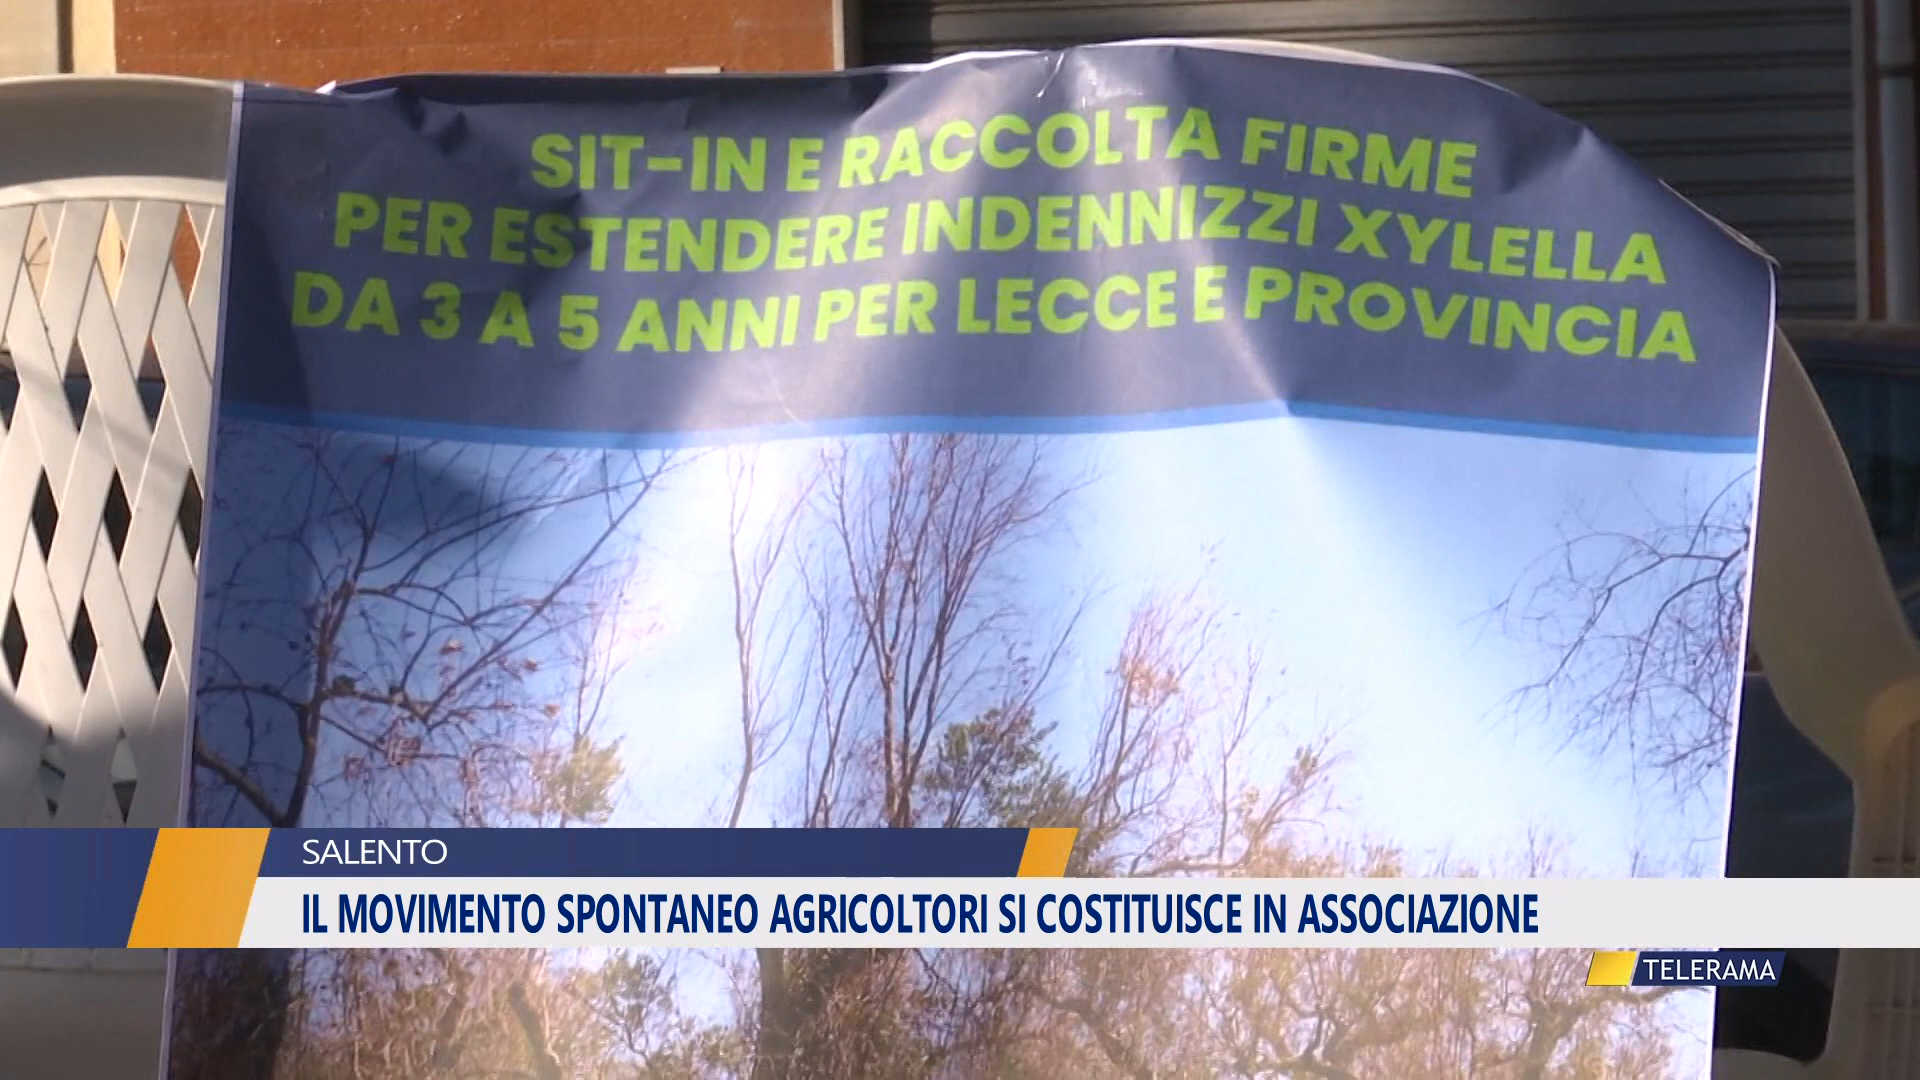 SIT-IN E RACCOLTA FIRME
PER ESTENDERE INDENNIZZI XYLELLA
DA 3 A 5 ANNI PER LECCE E PROVINCIA
SALENTO
IL MOVIMENTO SPONTANEO AGRICOLTORI SI COSTITUISCE IN ASSOCIAZIONE
TELERAMA